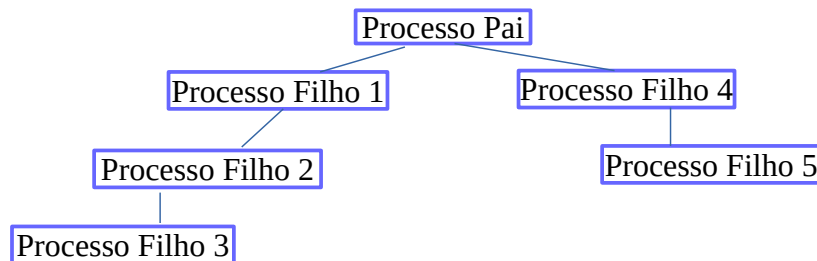 Processo Pai
Processo Filho 1
Processo Filho 4
Processo Filho 2
Processo Filho 5
Processo Filho 3